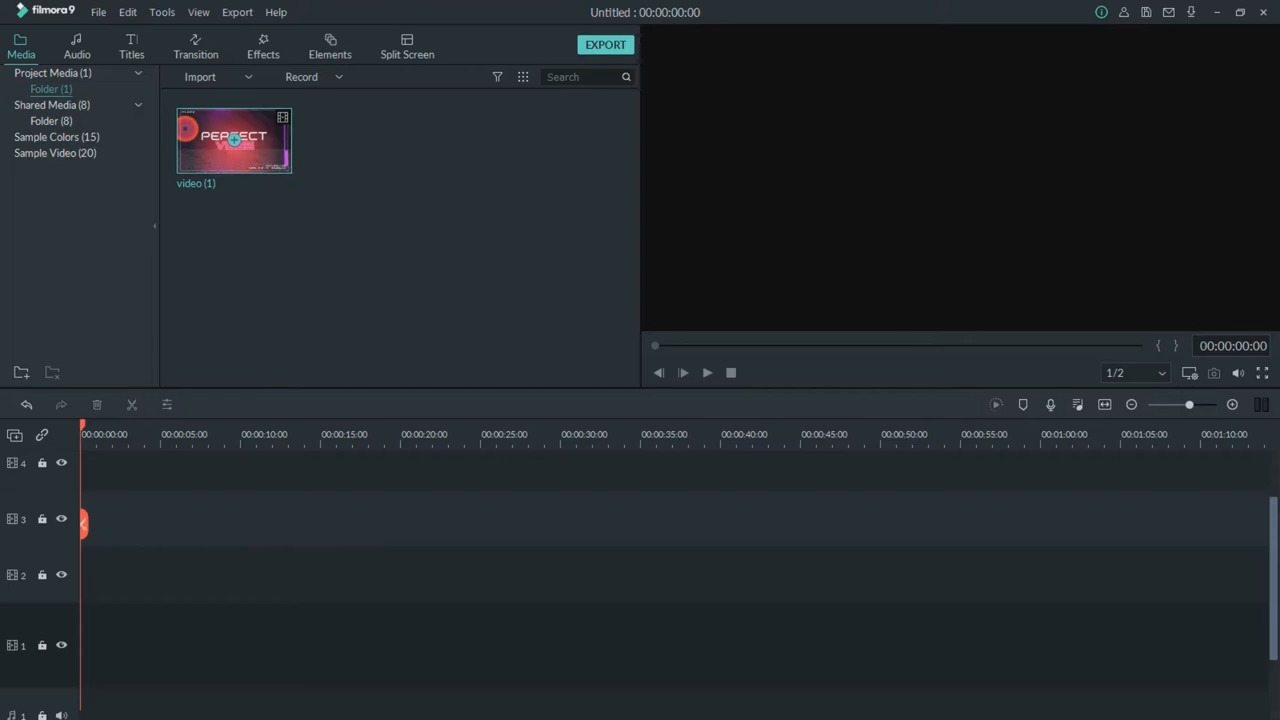 filmora9 File Edit Tools View Export Help Untitled : 00:00:00:00
Media Audio Titles Transition Effects Elements Split Screen EXPORT
Project Media (1)
Folder (1)
Shared Media (8)
Folder (8)
Sample Colors (15)
Sample Video (20)
Import Record Search
PERFECT
video (1)
00:00:00:00
1/2
00:00:00:00 00:00:05:00 00:00:10:00 00:00:15:00 00:00:20:00 00:00:25:00 00:00:30:00 00:00:35:00 00:00:40:00 00:00:45:00 00:00:50:00 00:00:55:00 00:01:00:00 00:01:05:00 00:01:10:00
4
3
2
1
1